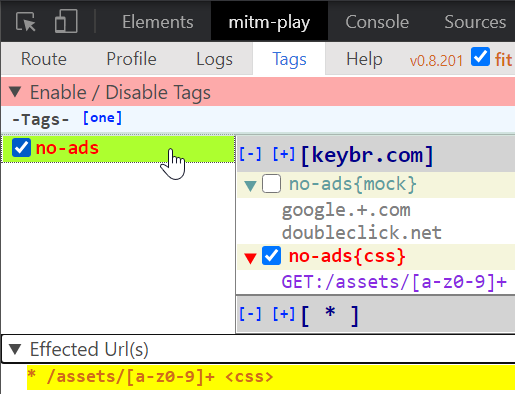 Elements mitm-play Console Sources
Route Profile Logs Tags Help v0.8.201 fit
▼ Enable / Disable Tags
-Tags- [one]
no-ads
[-] [+][keybr.com]
▼ no-ads{mock}
google.+.com
doubleclick.net
▼ no-ads{css}
GET:/assets/[a-z0-9]+
[-] [+][ * ]
▼ Effected Url(s)
* /assets/[a-z0-9]+ <css>